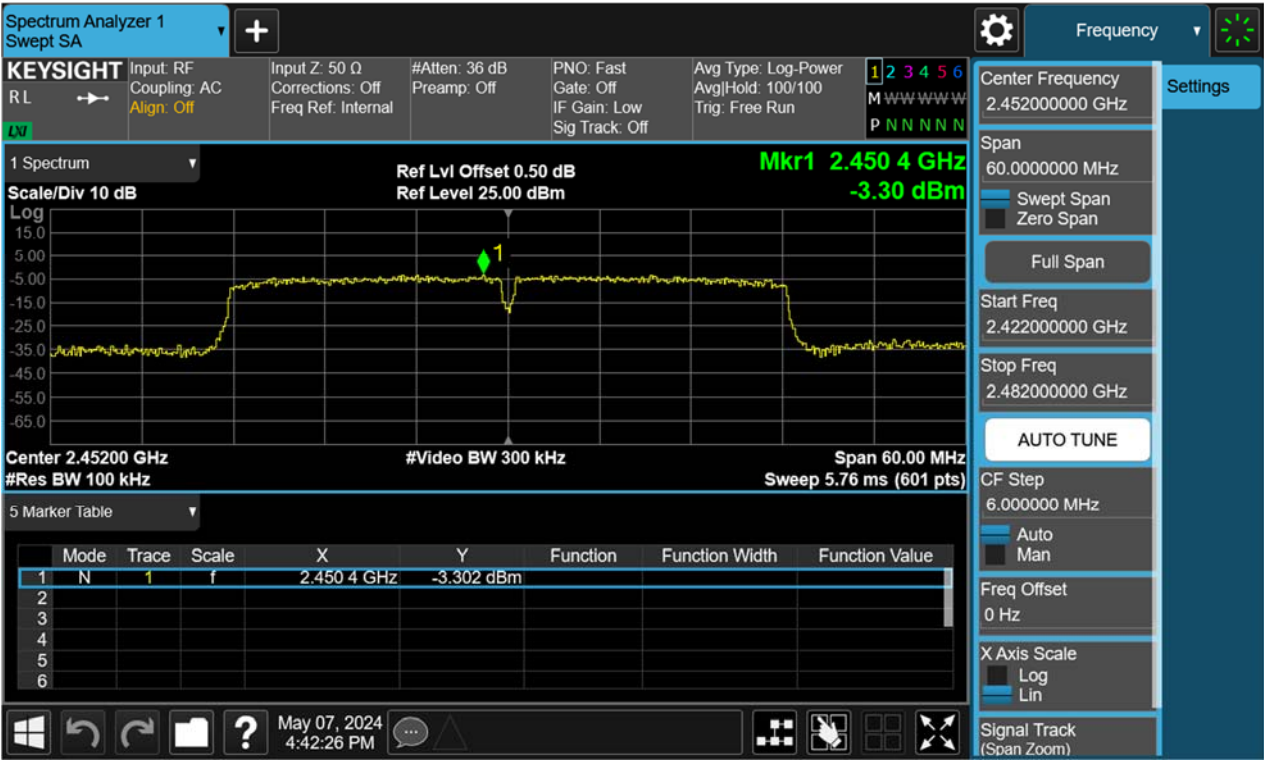 Spectrum Analyzer 1
Swept SA
+
Frequency
KEYSIGHT
R L
LXI
Input: RF
Coupling: AC
Align: Off
Input Z: 50 Ω
Corrections: Off
Freq Ref: Internal
#Atten: 36 dB
Preamp: Off
PNO: Fast
Gate: Off
IF Gain: Low
Sig Track: Off
Avg Type: Log-Power
Avg|Hold: 100/100
Trig: Free Run
1 2 3 4 5 6
M W W W W W W
P N N N N N
1 Spectrum
Scale/Div 10 dB
Ref Lvl Offset 0.50 dB
Ref Level 25.00 dBm
Mkr1 2.450 4 GHz
-3.30 dBm
Log
15.0
5.00
-5.00
-15.0
-25.0
-35.0
-45.0
-55.0
-65.0
1
Center 2.45200 GHz
#Res BW 100 kHz
#Video BW 300 kHz
Span 60.00 MHz
Sweep 5.76 ms (601 pts)
5 Marker Table
Mode Trace Scale X Y Function Function Width Function Value
1 N 1 f 2.450 4 GHz -3.302 dBm
2
3
4
5
6
Center Frequency
2.452000000 GHz
Span
60.0000000 MHz
Swept Span
Zero Span
Full Span
Start Freq
2.422000000 GHz
Stop Freq
2.482000000 GHz
AUTO TUNE
CF Step
6.000000 MHz
Auto
Man
Freq Offset
0 Hz
X Axis Scale
Log
Lin
Signal Track
(Span Zoom)
Settings
?
May 07, 2024
4:42:26 PM